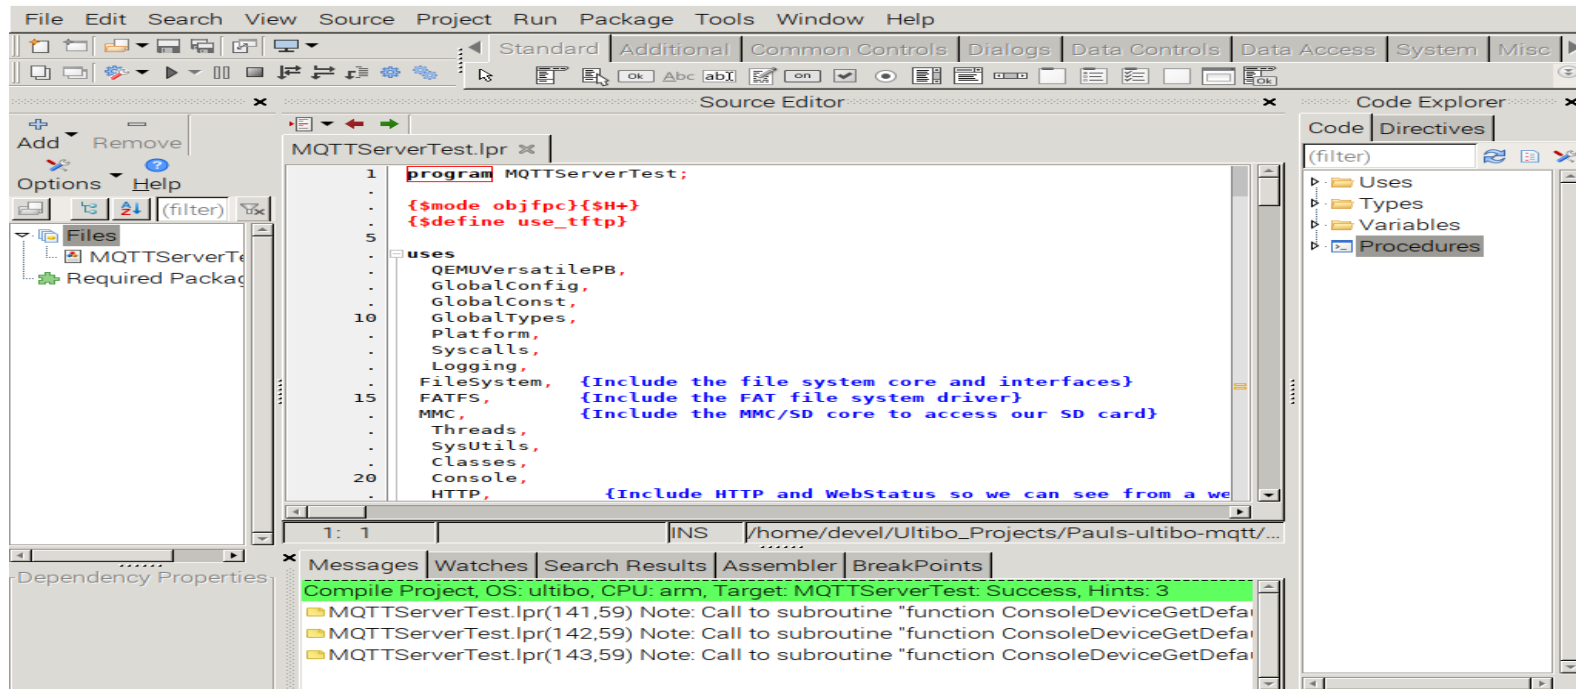 File Edit Search View Source Project Run Package Tools Window Help
Standard Additional Common Controls Dialogs Data Controls Data Access System Misc
Ok Abc abI on Ok
Source Editor
Code Explorer
Add Remove
Options Help
(filter)
Files
MQTTServerTe
Required Packag
Dependency Properties
MQTTServerTest.lpr
1 program MQTTServerTest;
.
. {$mode objfpc}{$H+}
. {$define use_tftp}
5
. uses
. QEMUVersatilePB,
. GlobalConfig,
. GlobalConst,
10 GlobalTypes,
. Platform,
. Syscalls,
. Logging,
. FileSystem, {Include the file system core and interfaces}
15 FATFS, {Include the FAT file system driver}
. MMC, {Include the MMC/SD core to access our SD card}
. Threads,
. SysUtils,
. Classes,
20 Console,
. HTTP, {Include HTTP and WebStatus so we can see from a we
1: 1 INS /home/devel/Ultibo_Projects/Pauls-ultibo-mqtt/...
Messages Watches Search Results Assembler BreakPoints
Compile Project, OS: ultibo, CPU: arm, Target: MQTTServerTest: Success, Hints: 3
MQTTServerTest.lpr(141,59) Note: Call to subroutine "function ConsoleDeviceGetDefau
MQTTServerTest.lpr(142,59) Note: Call to subroutine "function ConsoleDeviceGetDefau
MQTTServerTest.lpr(143,59) Note: Call to subroutine "function ConsoleDeviceGetDefau
Code Directives
(filter)
Uses
Types
Variables
Procedures